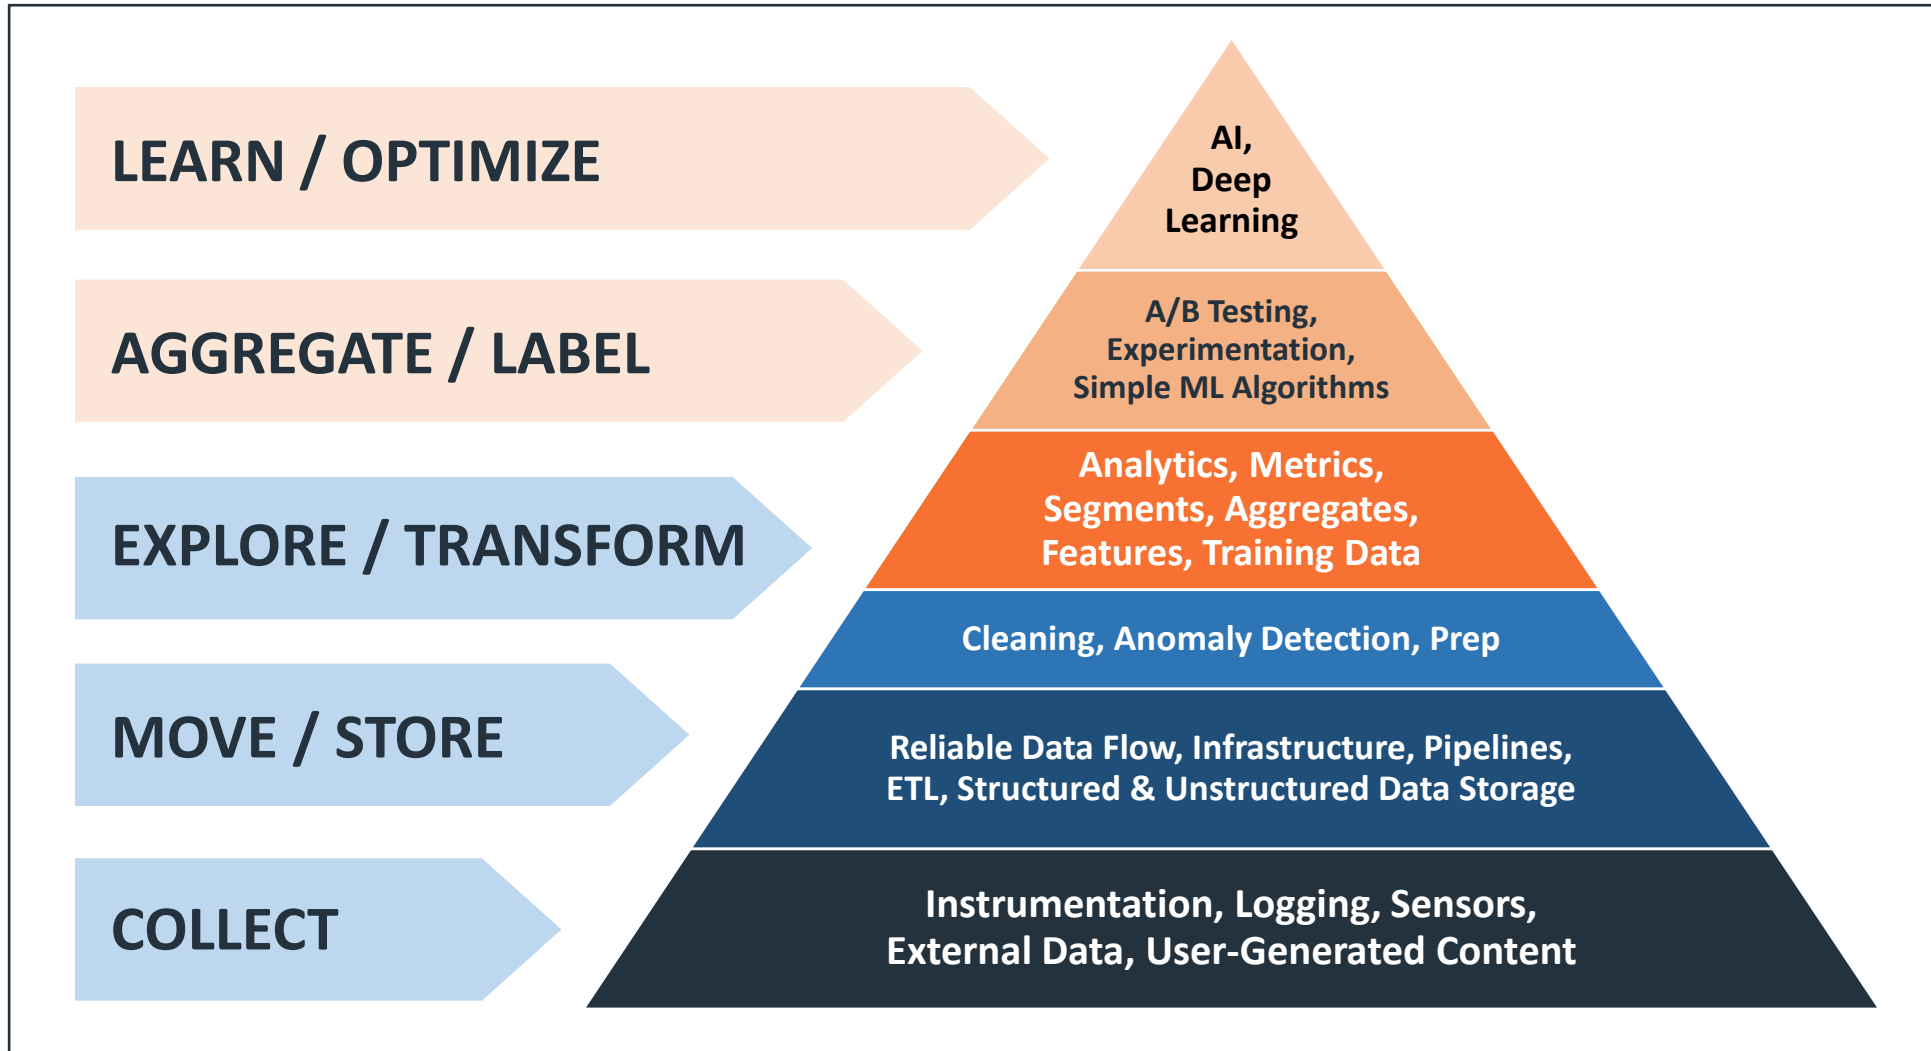 LEARN / OPTIMIZE
AI,
Deep
Learning
AGGREGATE / LABEL
A/B Testing,
Experimentation,
Simple ML Algorithms
EXPLORE / TRANSFORM
Analytics, Metrics,
Segments, Aggregates,
Features, Training Data
Cleaning, Anomaly Detection, Prep
MOVE / STORE
Reliable Data Flow, Infrastructure, Pipelines,
ETL, Structured & Unstructured Data Storage
COLLECT
Instrumentation, Logging, Sensors,
External Data, User-Generated Content